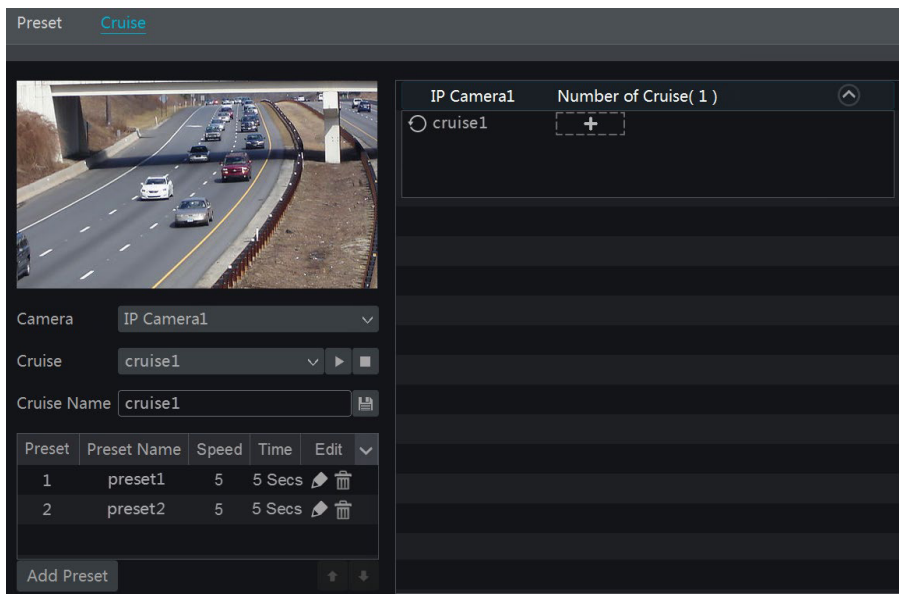 Preset Cruise
IP Camera1 Number of Cruise( 1 )
cruise1
Camera IP Camera1
Cruise cruise1
Cruise Name cruise1
Preset Preset Name Speed Time Edit
1 preset1 5 5 Secs
2 preset2 5 5 Secs
Add Preset